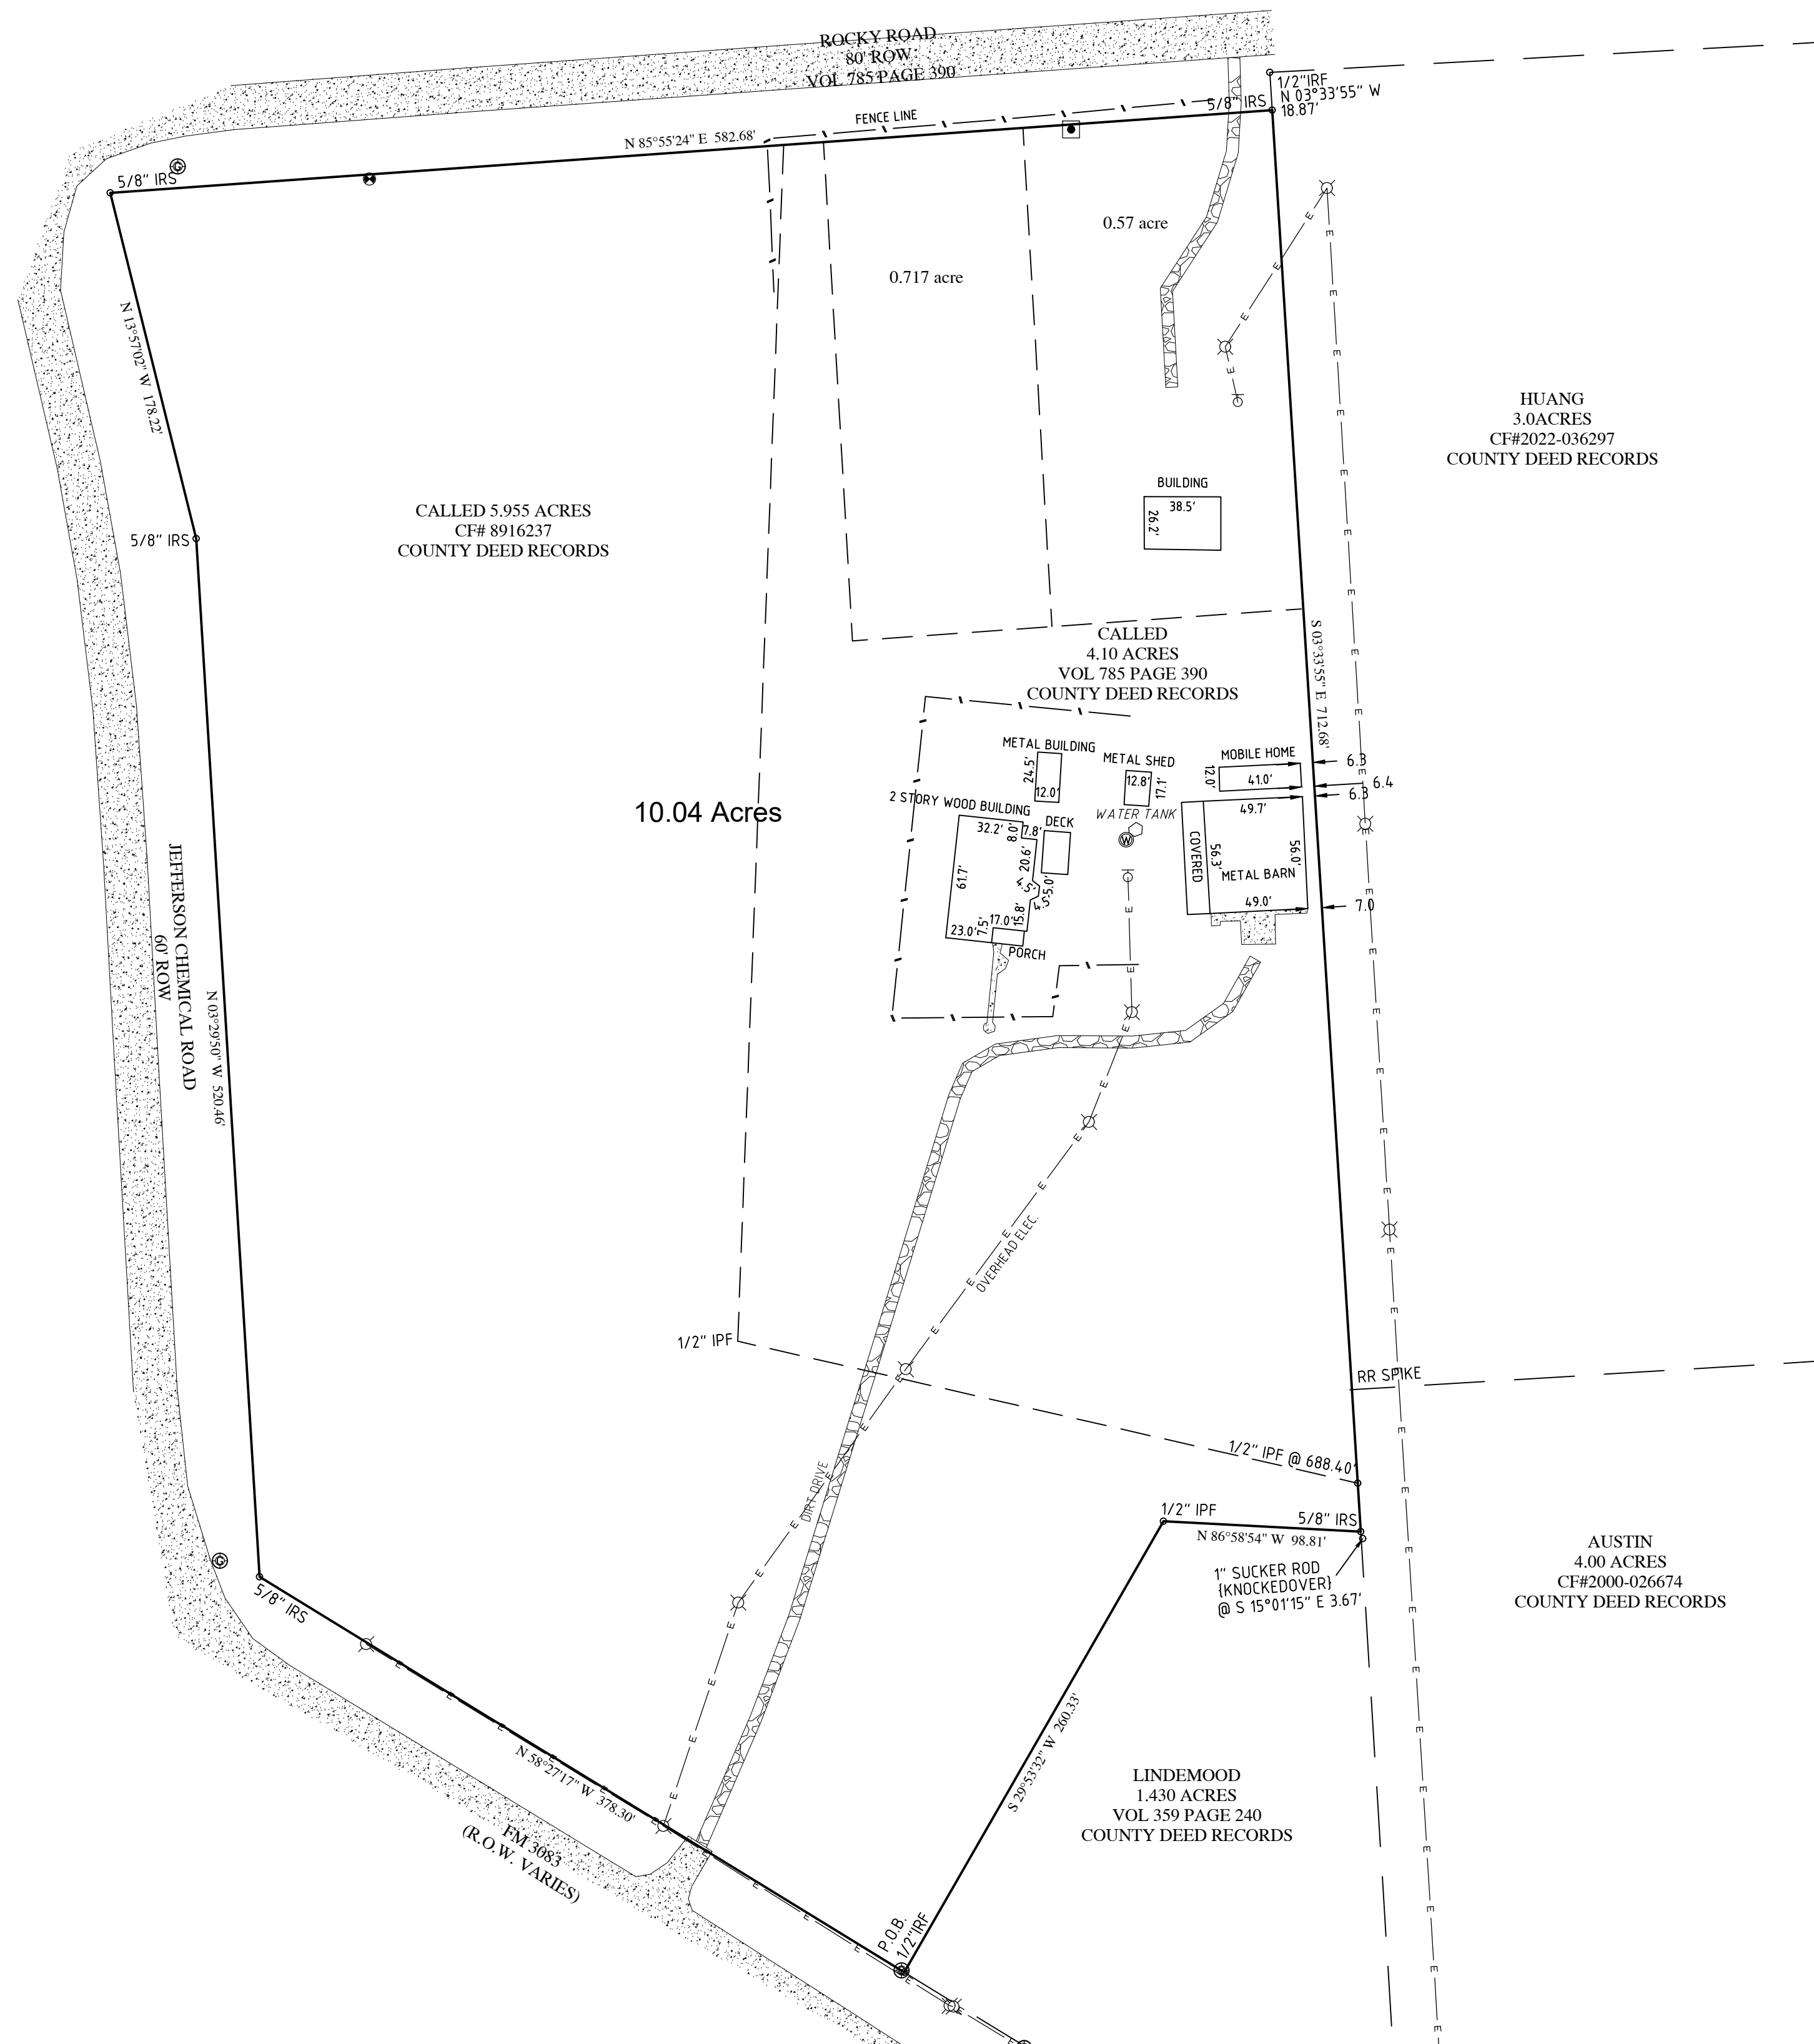 ROCKY ROAD
80' ROW
VOL 785 PAGE 390
1/2"IRF
N 03°33'55" W
18.87'
5/8" IRS
FENCE LINE
N 85°55'24" E 582.68'
5/8" IRS
G
N 13°57'02" W 178.22'
0.57 acre
0.717 acre
HUANG
3.0ACRES
CF#2022-036297
COUNTY DEED RECORDS
CALLED 5.955 ACRES
CF# 8916237
COUNTY DEED RECORDS
5/8" IRS
BUILDING
38.5'
26.2'
CALLED
4.10 ACRES
VOL 785 PAGE 390
COUNTY DEED RECORDS
S 03°33'55" E 712.68'
METAL BUILDING
24.5'
12.0'
METAL SHED
12.8'
17.1'
MOBILE HOME
12.0'
41.0'
6.3
6.4
6.3
10.04 Acres
2 STORY WOOD BUILDING
32.2'
8.0'
7.8'
DECK
20.6'
61.7'
4.5'
5.0'
4.5'
15.8'
17.0'
7.5'
23.0'
PORCH
WATER TANK
W
49.7'
COVERED
56.3'
56.0'
METAL BARN
49.0'
7.0
JEFFERSON CHEMICAL ROAD
60' ROW
N 03°29'50" W 520.46'
OVERHEAD ELEC.
1/2" IPF
RR SPIKE
1/2" IPF @ 688.40'
DIRT DRIVE
1/2" IPF
5/8" IRS
N 86°58'54" W 98.81'
1" SUCKER ROD
{KNOCKEDOVER}
@ S 15°01'15" E 3.67'
AUSTIN
4.00 ACRES
CF#2000-026674
COUNTY DEED RECORDS
G
5/8" IRS
N 58°27'17" W 378.30'
FM 3083
(R.O.W. VARIES)
S 29°53'32" W 260.33'
LINDEMOOD
1.430 ACRES
VOL 359 PAGE 240
COUNTY DEED RECORDS
P.O.B.
1/2"IRF